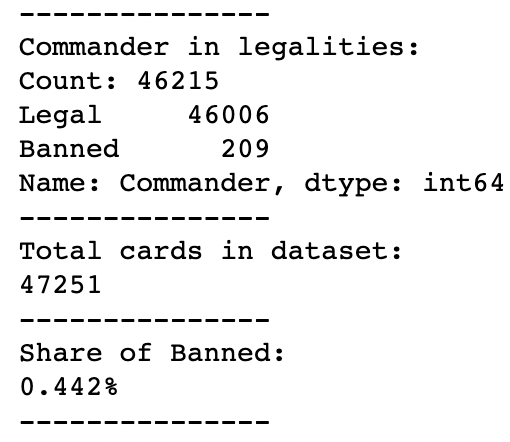 ---------------
Commander in legalities:
Count: 46215
Legal     46006
Banned      209
Name: Commander, dtype: int64
---------------
Total cards in dataset:
47251
---------------
Share of Banned:
0.442%
---------------